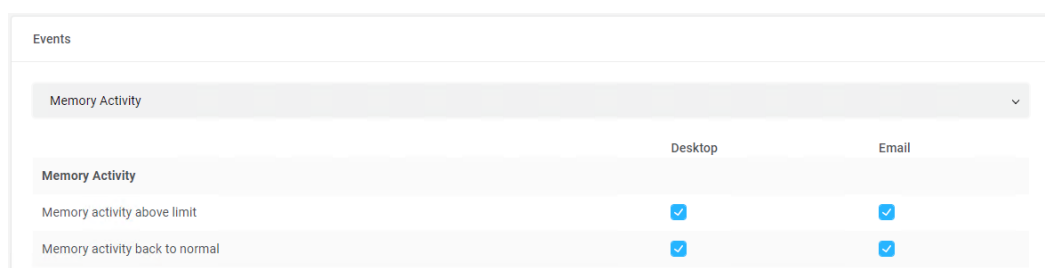 Events
Memory Activity
Desktop Email
Memory Activity
Memory activity above limit
Memory activity back to normal